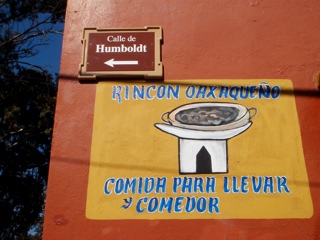 Calle de
Humboldt
RINCON OAXAQUEÑO
COMIDA PARA LLEVAR
y COMEDOR